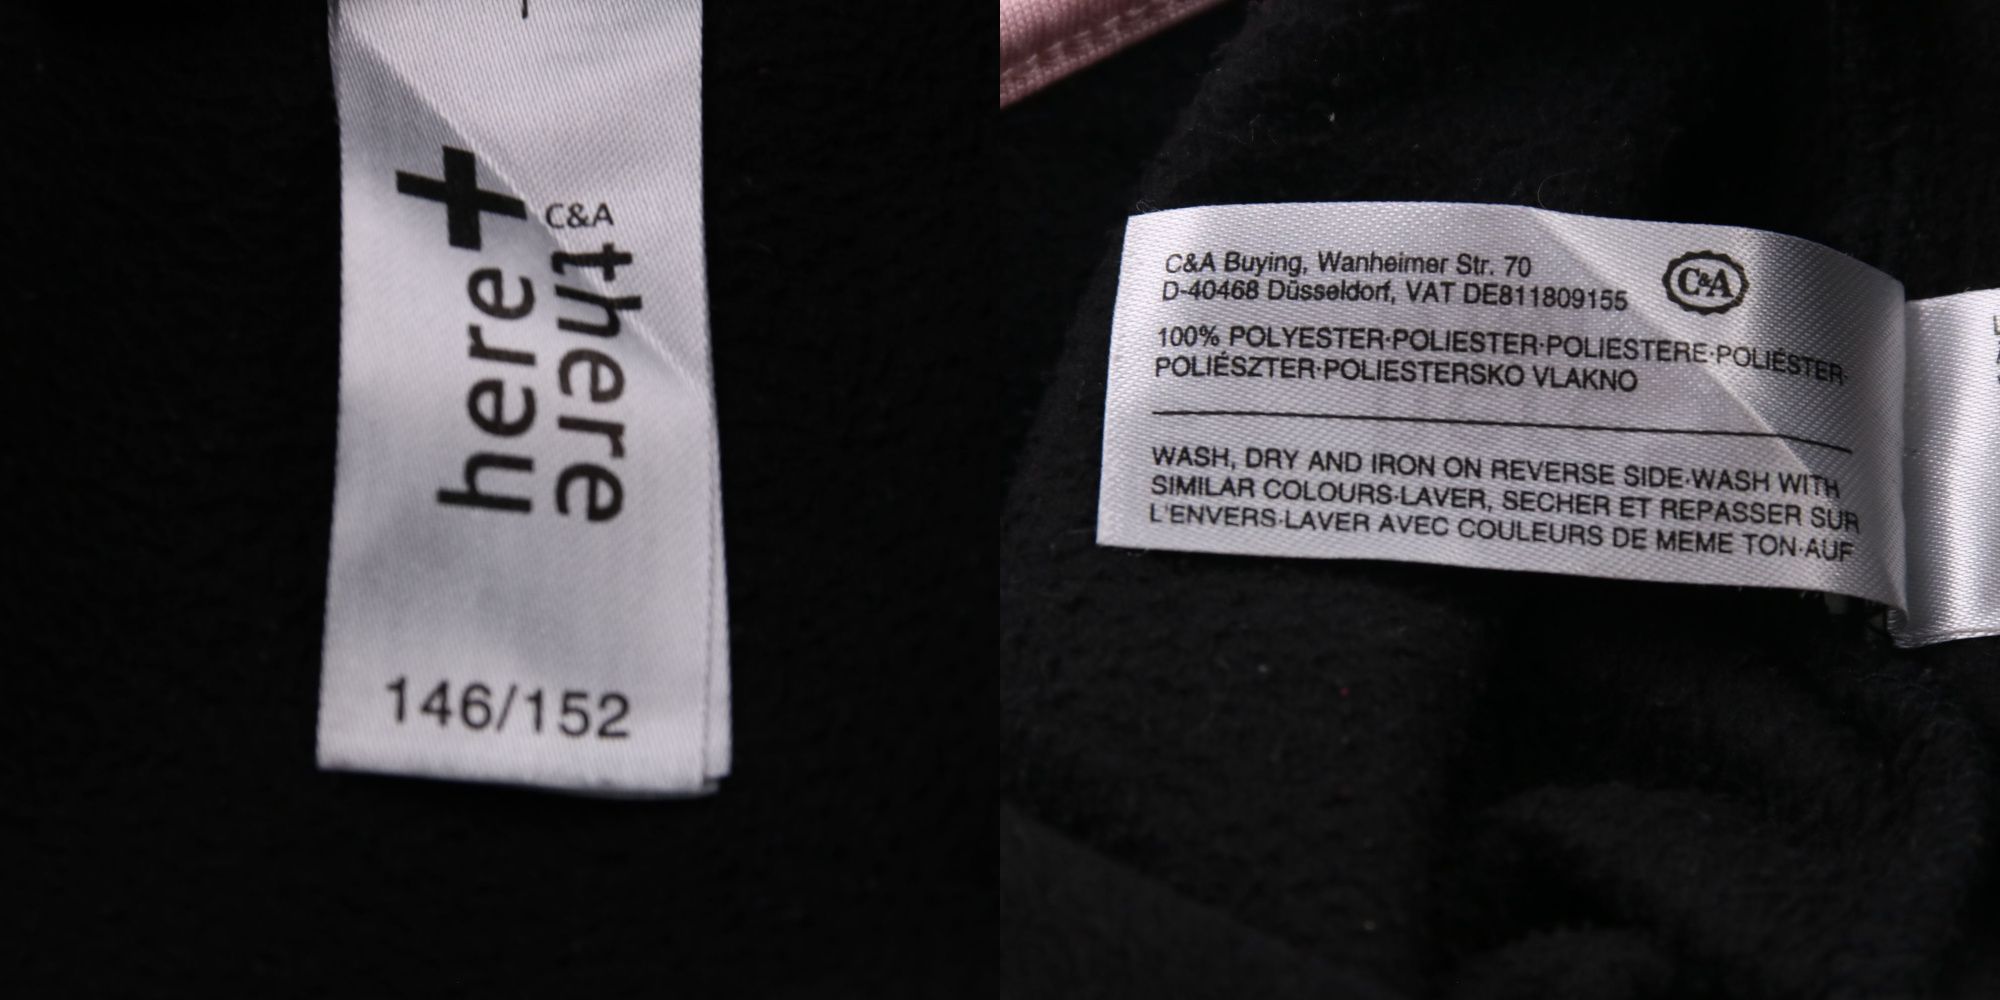 here+
C&A
there
146/152
C&A Buying, Wanheimer Str. 70
D-40468 Düsseldorf, VAT DE811809155
C&A
100% POLYESTER·POLIESTER·POLIESTERE·POLIÉSTER·
POLIÉSZTER·POLIESTERSKO VLAKNO
WASH, DRY AND IRON ON REVERSE SIDE·WASH WITH
SIMILAR COLOURS·LAVER, SECHER ET REPASSER SUR
L'ENVERS·LAVER AVEC COULEURS DE MEME TON·AUF